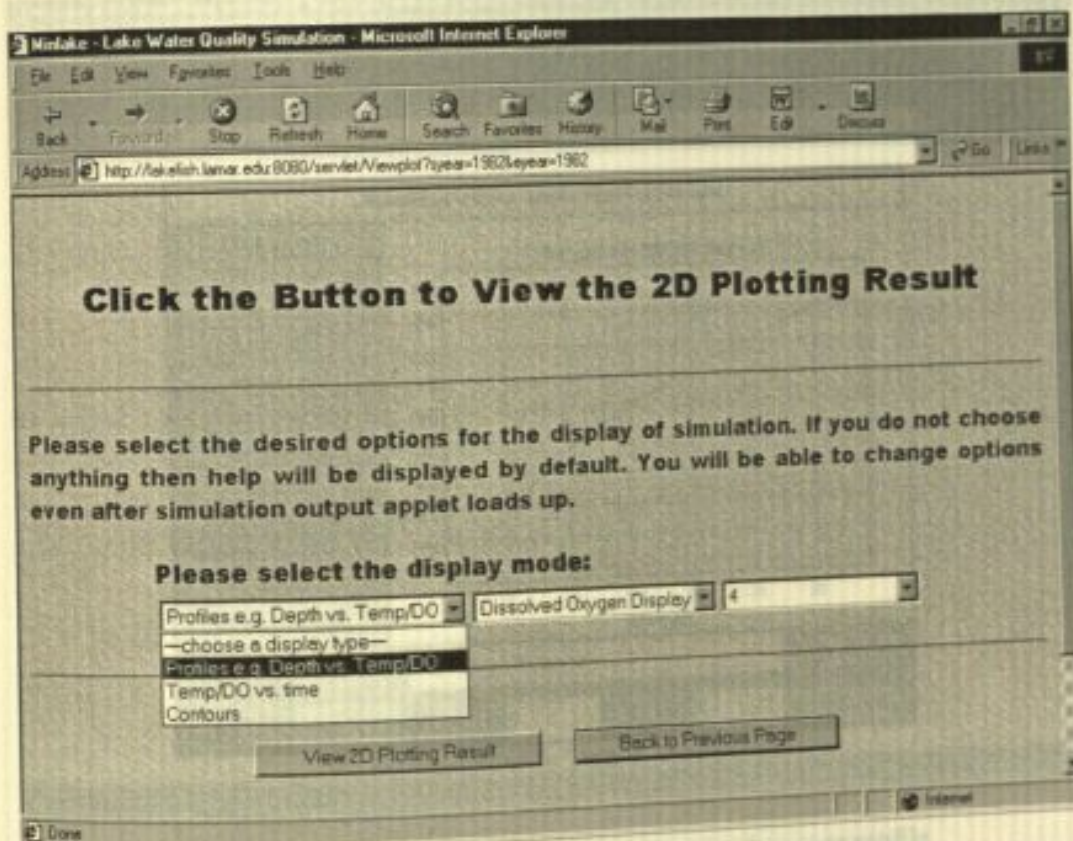 Minlake - Lake Water Quality Simulation - Microsoft Internet Explorer
File Edit View Favorites Tools Help
Back Forward Stop Refresh Home Search Favorites History Mail Print Edit Discuss
Address http://lakefish.lamar.edu:8080/servlet/Viewplot?syear=1982&eyear=1982 Go Links »
Click the Button to View the 2D Plotting Result
Please select the desired options for the display of simulation. If you do not choose
anything then help will be displayed by default. You will be able to change options
even after simulation output applet loads up.
Please select the display mode:
Profiles e.g. Depth vs. Temp/DO Dissolved Oxygen Display 4
—choose a display type—
Profiles e.g. Depth vs. Temp/DO
Temp/DO vs. time
Contours
View 2D Plotting Result Back to Previous Page
Done Internet